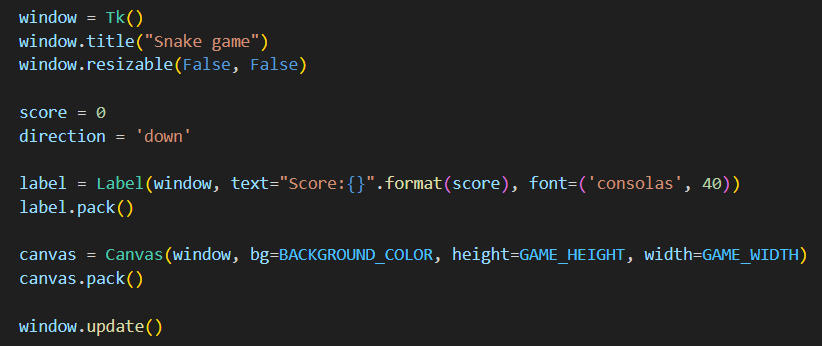 window = Tk()
window.title("Snake game")
window.resizable(False, False)
score = 0
direction = 'down'
label = Label(window, text="Score:{}".format(score), font=('consolas', 40))
label.pack()
canvas = Canvas(window, bg=BACKGROUND_COLOR, height=GAME_HEIGHT, width=GAME_WIDTH)
canvas.pack()
window.update()